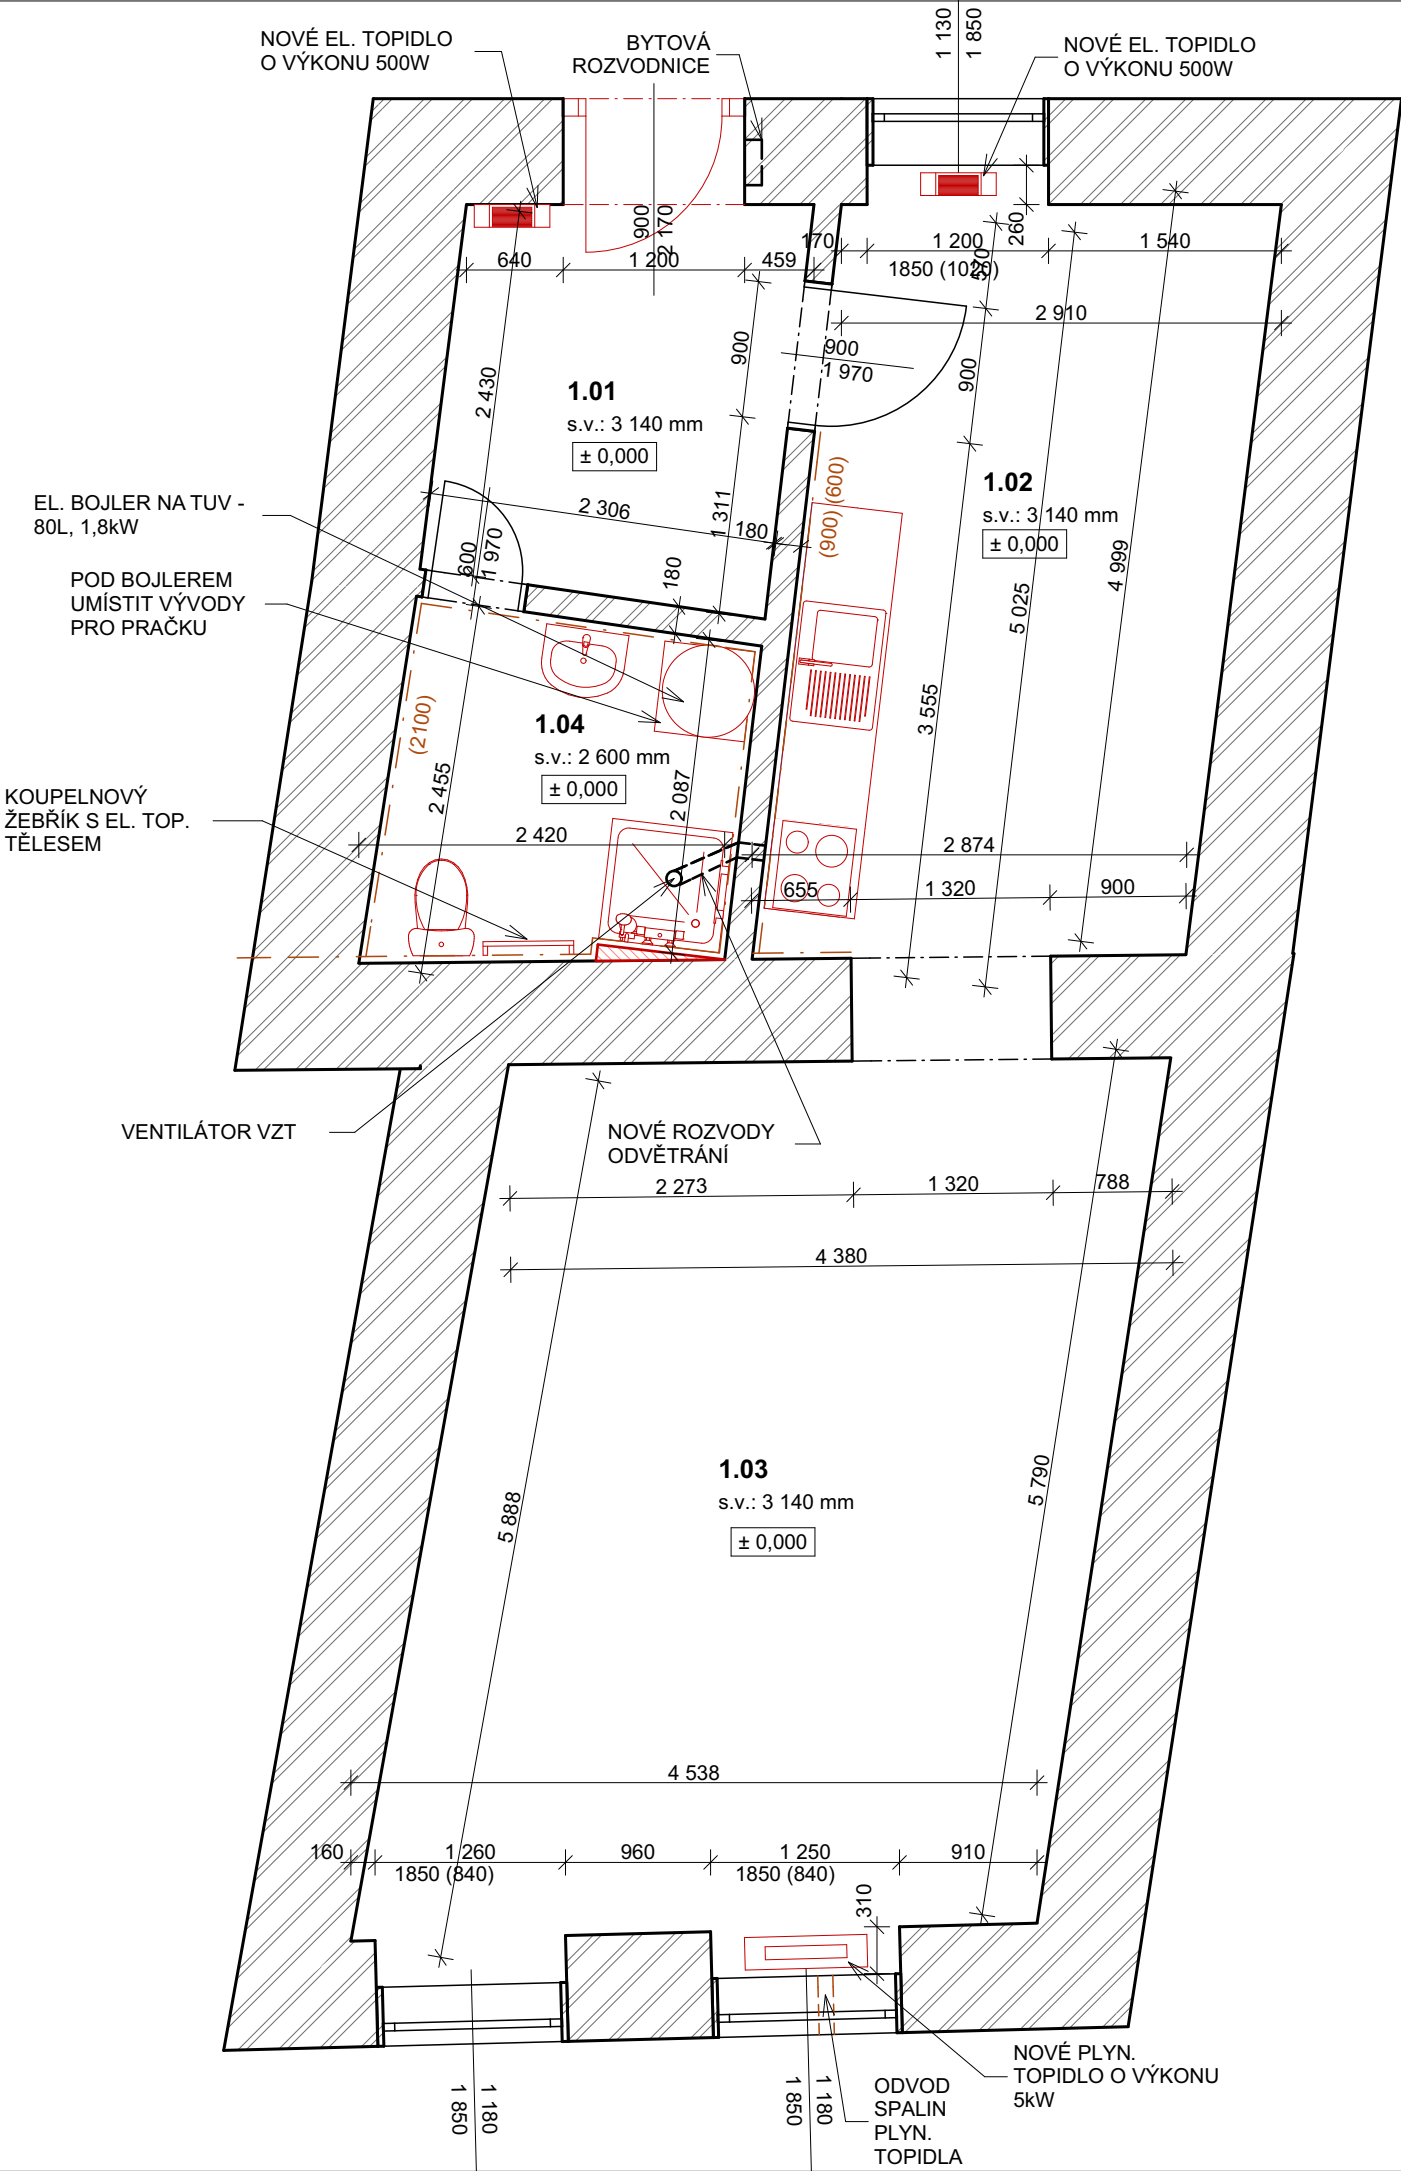 NOVÉ EL. TOPIDLO
O VÝKONU 500W
BYTOVÁ
ROZVODNICE
1 130
1 850
NOVÉ EL. TOPIDLO
O VÝKONU 500W
900
2 170
640
1 200
459
170
1 200
1850 (1020)
570
260
1 540
2 910
900
1 970
900
900
2 430
1.01
s.v.: 3 140 mm
± 0,000
2 306
1 311
180
180
(900) (600)
1.02
s.v.: 3 140 mm
± 0,000
4 999
5 025
3 555
EL. BOJLER NA TUV -
80L, 1,8kW
600
1 970
POD BOJLEREM
UMÍSTIT VÝVODY
PRO PRAČKU
(2100)
1.04
s.v.: 2 600 mm
± 0,000
2 455
2 087
2 420
KOUPELNOVÝ
ŽEBŘÍK S EL. TOP.
TĚLESEM
2 874
655
1 320
900
VENTILÁTOR VZT
NOVÉ ROZVODY
ODVĚTRÁNÍ
2 273
1 320
788
4 380
5 888
5 790
1.03
s.v.: 3 140 mm
± 0,000
4 538
160
1 260
1850 (840)
960
1 250
1850 (840)
910
310
1 180
1 850
1 180
1 850
ODVOD
SPALIN
PLYN.
TOPIDLA
NOVÉ PLYN.
TOPIDLO O VÝKONU
5kW